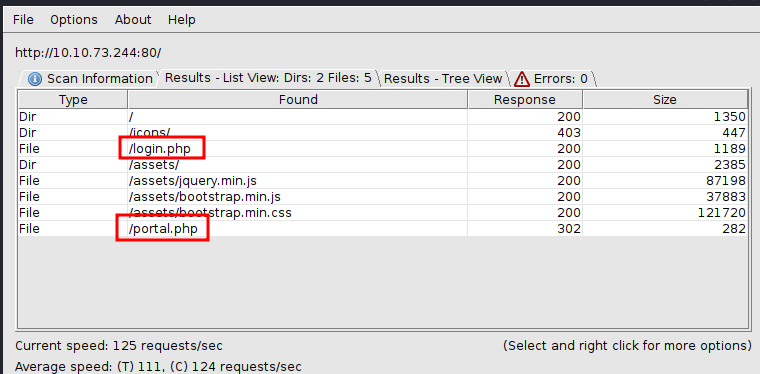 File Options About Help
http://10.10.73.244:80/
Scan Information Results - List View: Dirs: 2 Files: 5 Results - Tree View Errors: 0
Type Found Response Size
Dir / 200 1350
Dir /icons/ 403 447
File /login.php 200 1189
Dir /assets/ 200 2385
File /assets/jquery.min.js 200 87198
File /assets/bootstrap.min.js 200 37883
File /assets/bootstrap.min.css 200 121720
File /portal.php 302 282
Current speed: 125 requests/sec (Select and right click for more options)
Average speed: (T) 111, (C) 124 requests/sec